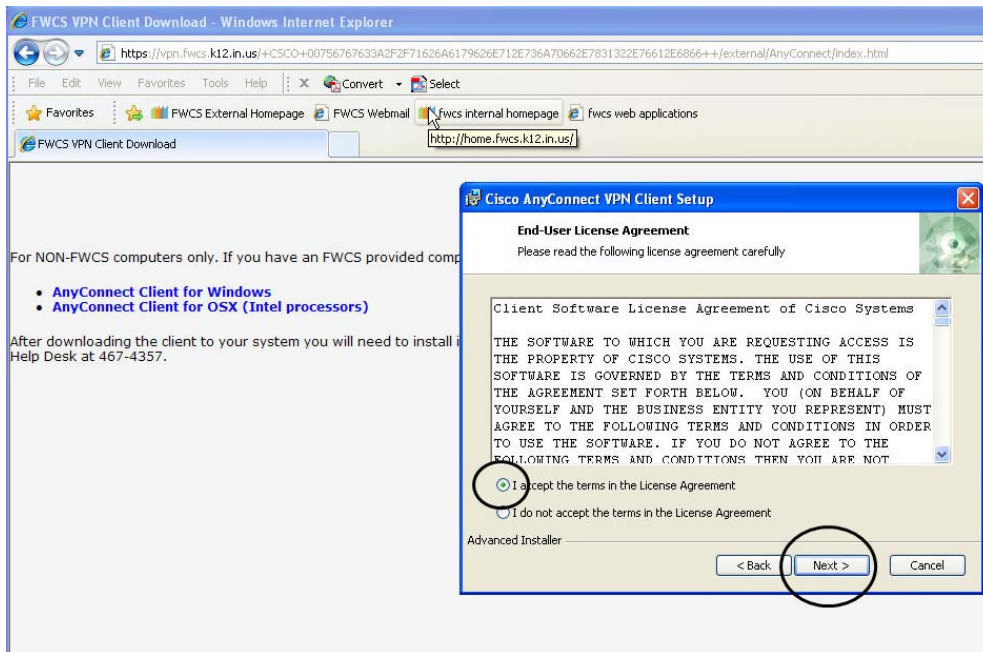 FWCS VPN Client Download - Windows Internet Explorer
https://vpn.fwcs.k12.in.us/+CSCO+00756767633A2F2F71626A6179626E712E736A70662E7831322E76612E6866++/external/AnyConnect/index.html
File Edit View Favorites Tools Help X Convert Select
Favorites FWCS External Homepage FWCS Webmail fwcs internal homepage fwcs web applications
FWCS VPN Client Download
http://home.fwcs.k12.in.us/
For NON-FWCS computers only. If you have an FWCS provided comp
AnyConnect Client for Windows
AnyConnect Client for OSX (Intel processors)
After downloading the client to your system you will need to install i
Help Desk at 467-4357.
Cisco AnyConnect VPN Client Setup
End-User License Agreement
Please read the following license agreement carefully
Client Software License Agreement of Cisco Systems
THE SOFTWARE TO WHICH YOU ARE REQUESTING ACCESS IS
THE PROPERTY OF CISCO SYSTEMS. THE USE OF THIS
SOFTWARE IS GOVERNED BY THE TERMS AND CONDITIONS OF
THE AGREEMENT SET FORTH BELOW. YOU (ON BEHALF OF
YOURSELF AND THE BUSINESS ENTITY YOU REPRESENT) MUST
AGREE TO THE FOLLOWING TERMS AND CONDITIONS IN ORDER
TO USE THE SOFTWARE. IF YOU DO NOT AGREE TO THE
FOLLOWING TERMS AND CONDITIONS THEN YOU ARE NOT
I accept the terms in the License Agreement
I do not accept the terms in the License Agreement
Advanced Installer
< Back Next > Cancel